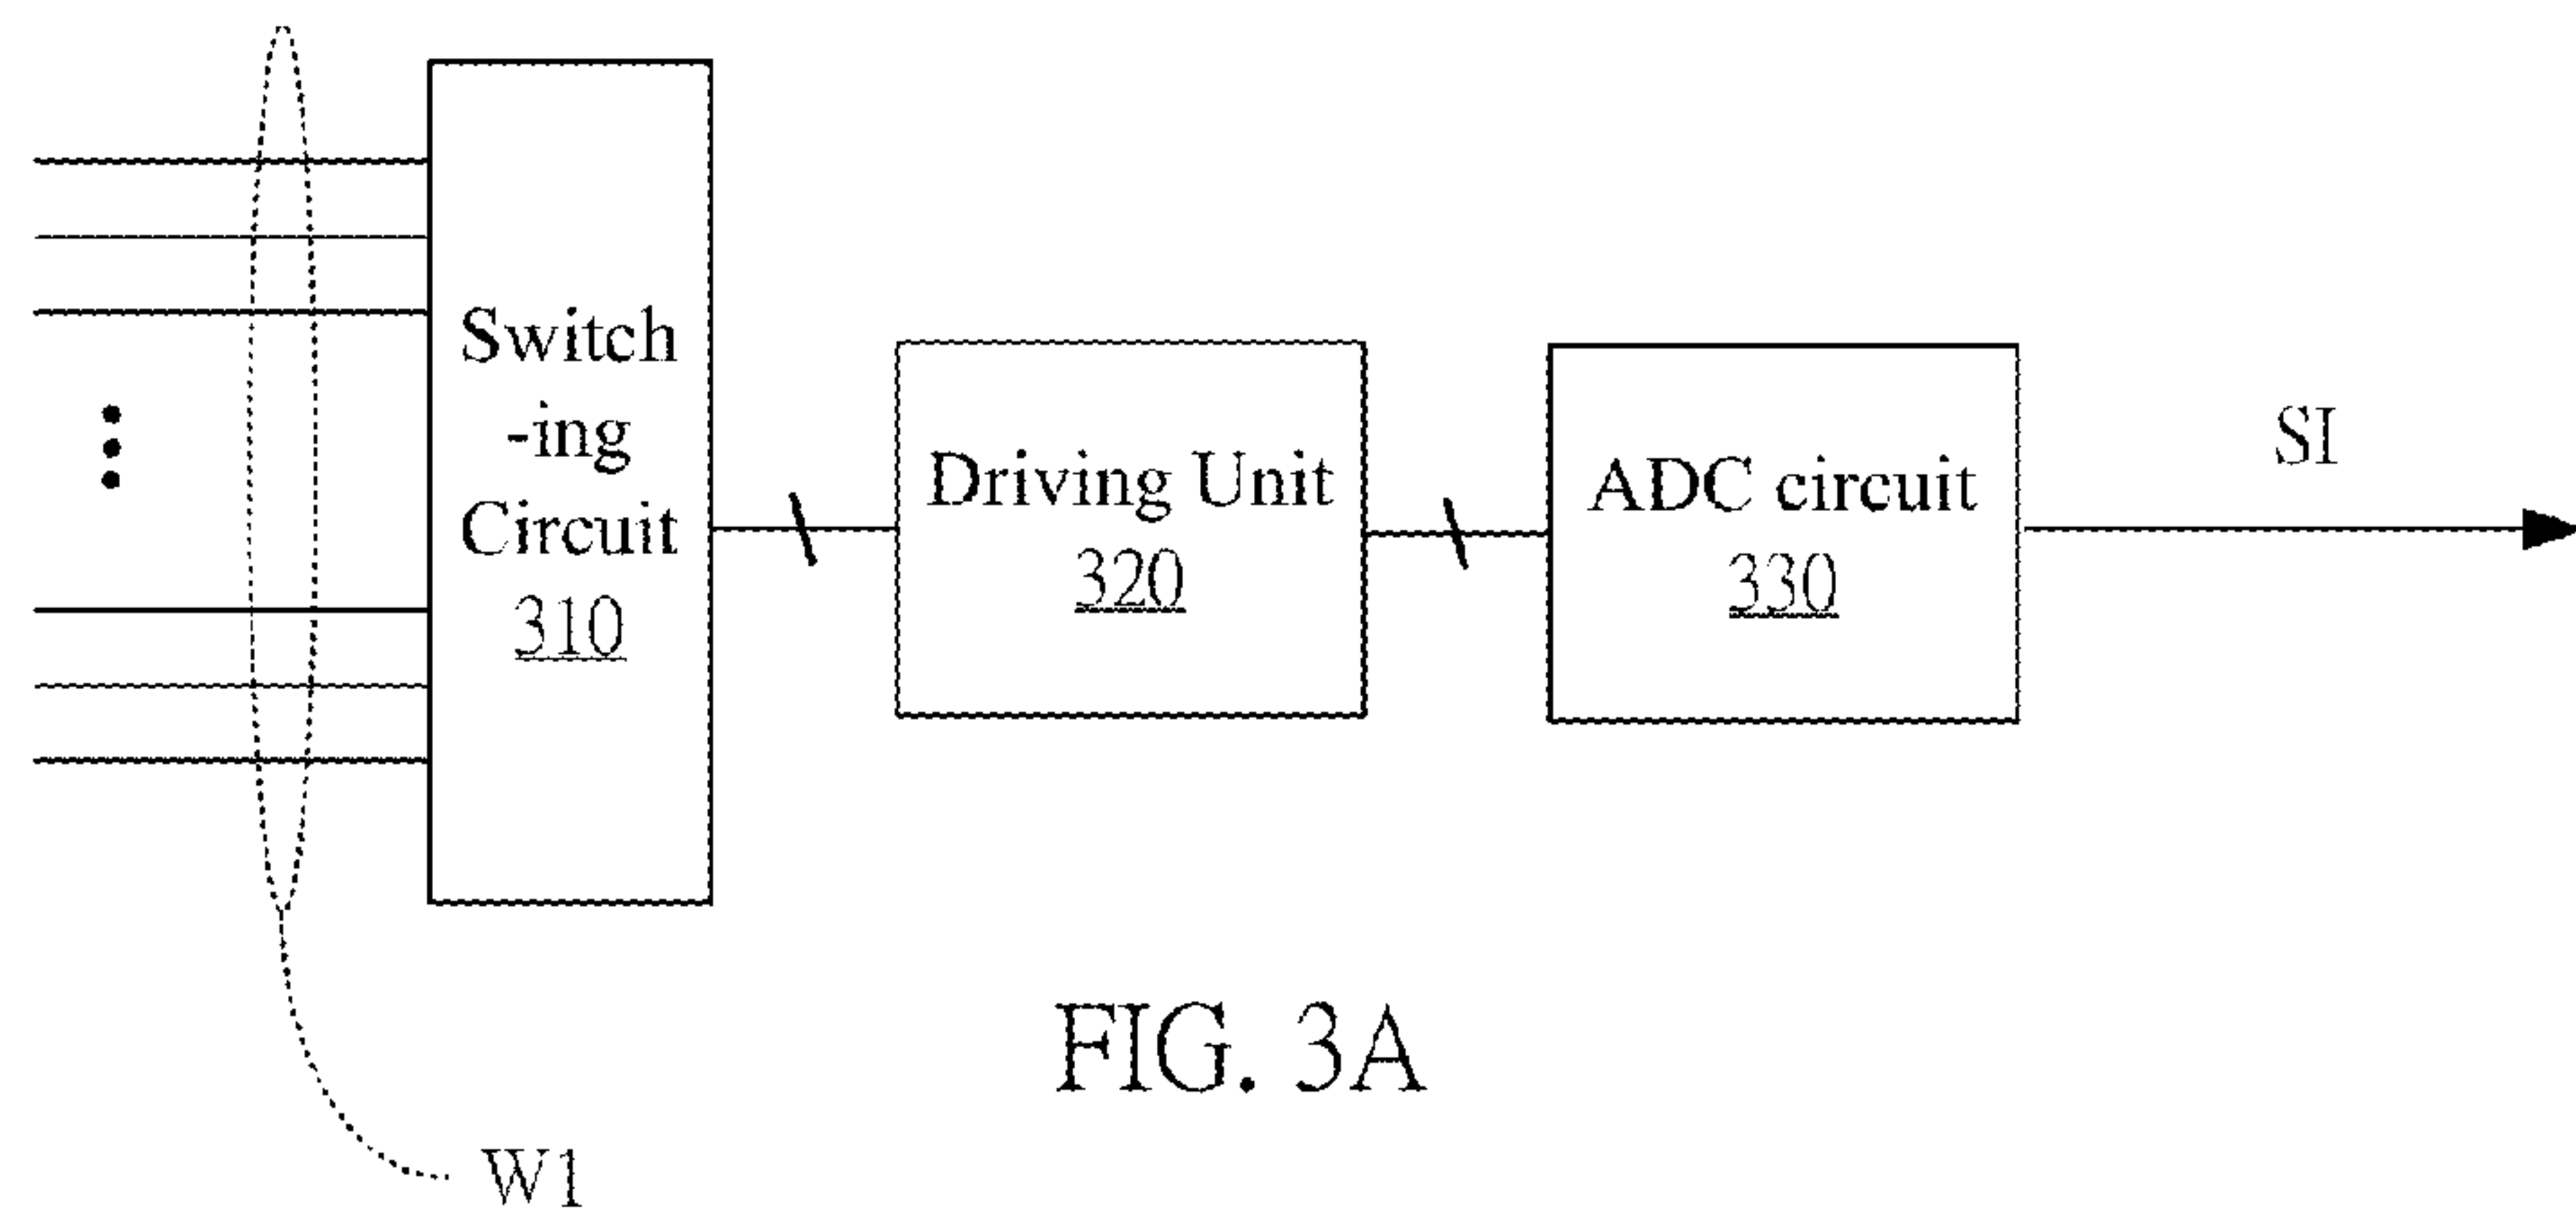 Switch
-ing
Circuit
310
Driving Unit
320
ADC circuit
330
SI
FIG. 3A
W1